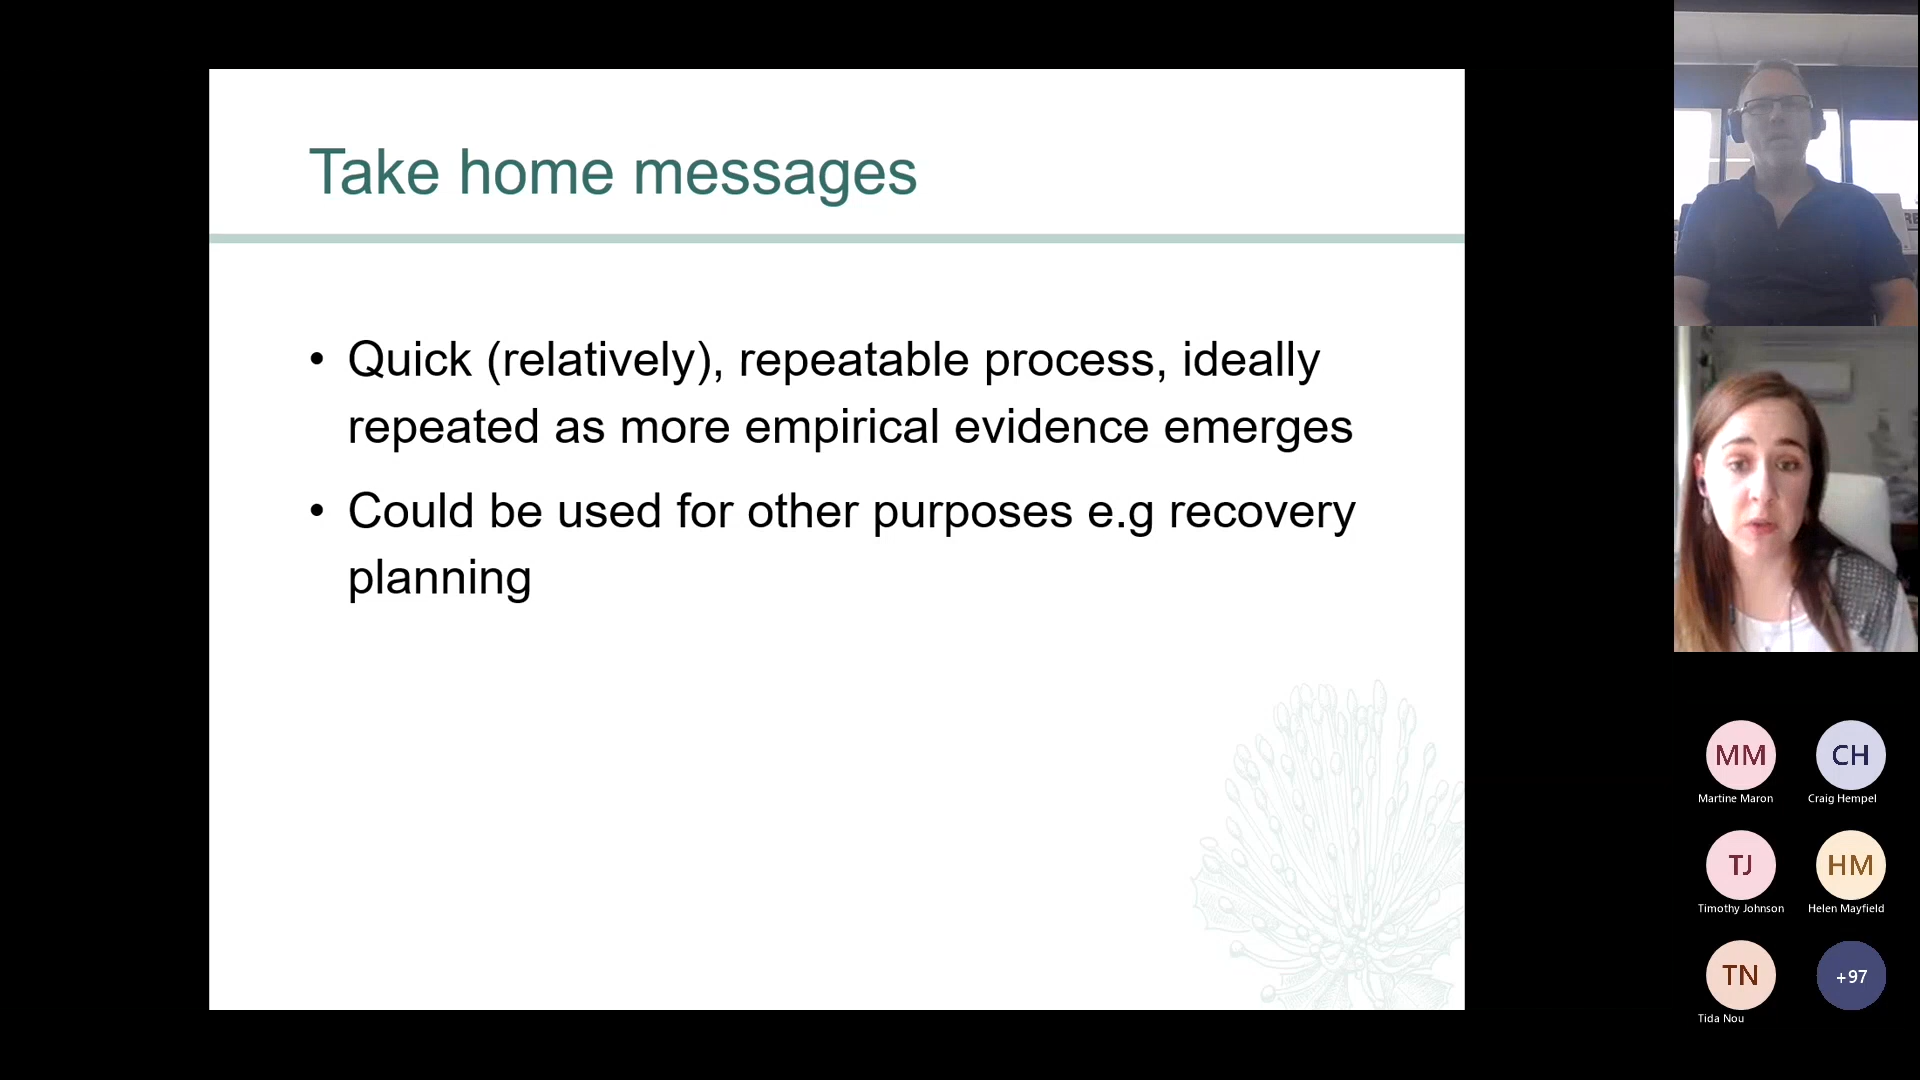 Take home messages
• Quick (relatively), repeatable process, ideally
repeated as more empirical evidence emerges
• Could be used for other purposes e.g recovery
planning
MM
CH
Martine Maron
Craig Hempel
TJ
HM
Timothy Johnson
Helen Mayfield
TN
+97
Tida Nou